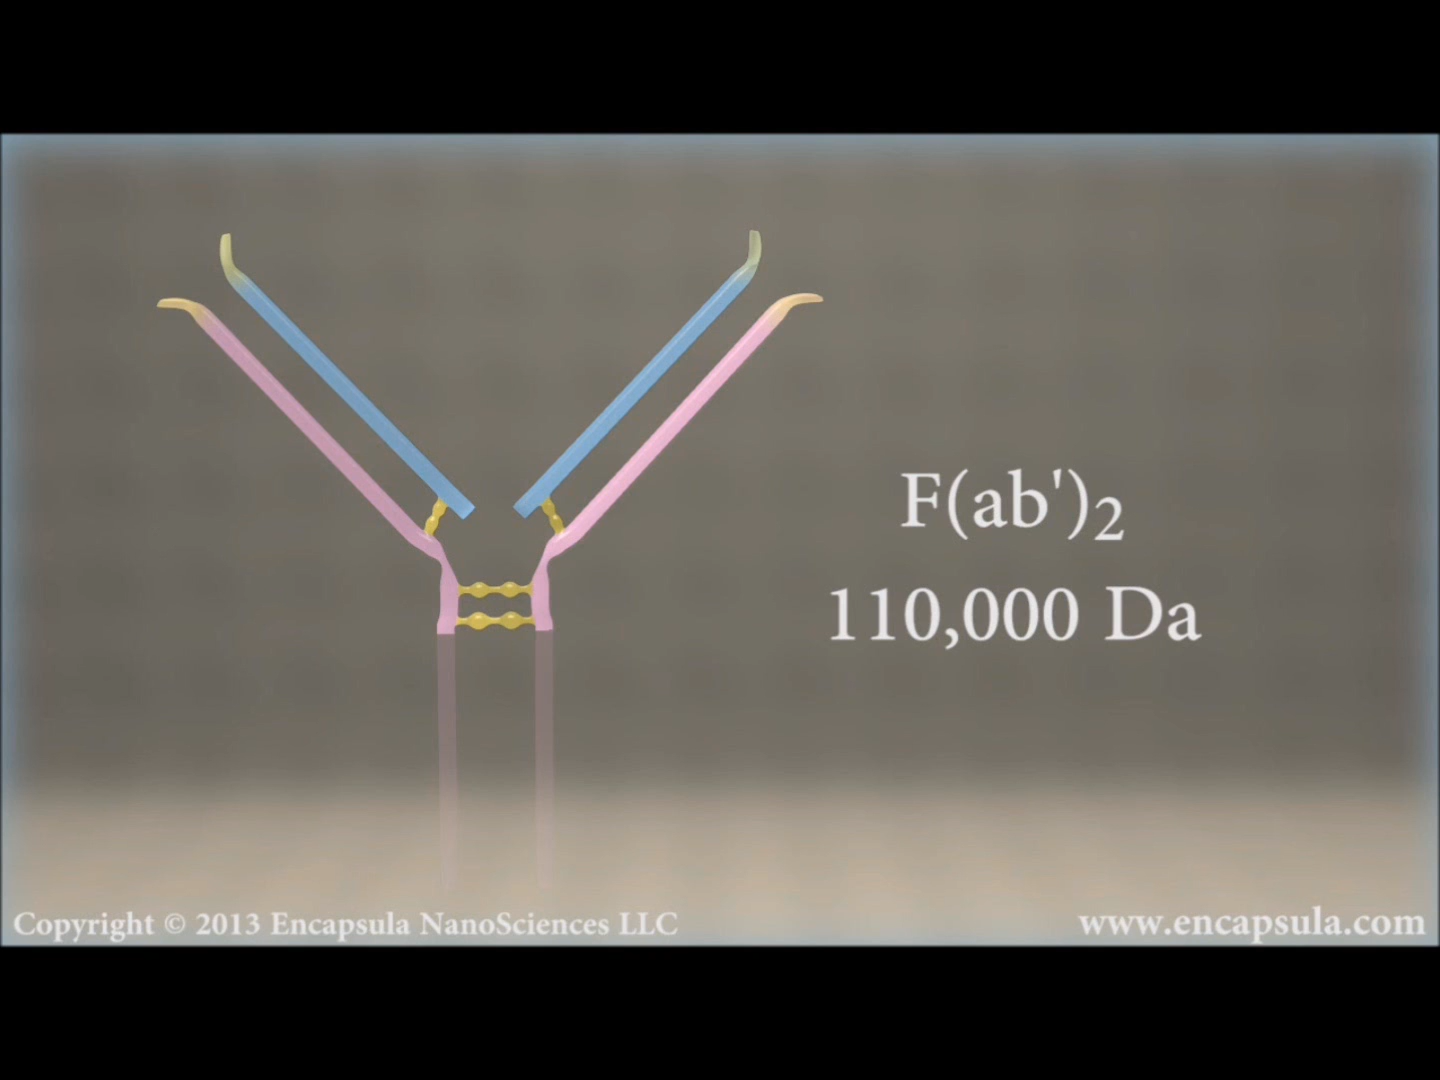 F(ab')₂
110,000 Da
Copyright © 2013 Encapsula NanoSciences LLC
www.encapsula.com